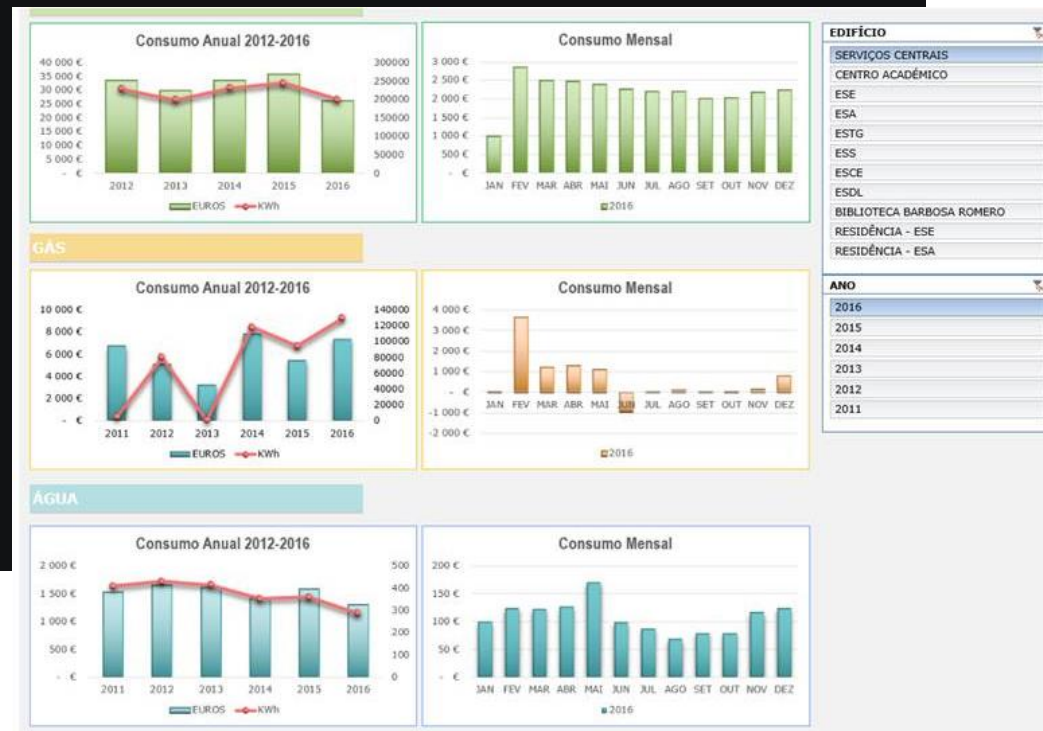 Consumo Anual 2012-2016
40 000 €
35 000 €
30 000 €
25 000 €
20 000 €
15 000 €
10 000 €
5 000 €
- €
300000
250000
200000
150000
100000
50000
0
2012 2013 2014 2015 2016
EUROS KWh
Consumo Mensal
3 000 €
2 500 €
2 000 €
1 500 €
1 000 €
500 €
- €
JAN FEV MAR ABR MAI JUN JUL AGO SET OUT NOV DEZ
2016
EDIFÍCIO
SERVIÇOS CENTRAIS
CENTRO ACADÉMICO
ESE
ESA
ESTG
ESS
ESCE
ESDL
BIBLIOTECA BARBOSA ROMERO
RESIDÊNCIA - ESE
RESIDÊNCIA - ESA
ANO
2016
2015
2014
2013
2012
2011
GÁS
Consumo Anual 2012-2016
10 000 €
8 000 €
6 000 €
4 000 €
2 000 €
- €
140000
120000
100000
80000
60000
40000
20000
0
2011 2012 2013 2014 2015 2016
EUROS KWh
Consumo Mensal
4 000 €
3 000 €
2 000 €
1 000 €
- €
-1 000 €
-2 000 €
JAN FEV MAR ABR MAI JUN JUL AGO SET OUT NOV DEZ
2016
ÁGUA
Consumo Anual 2012-2016
2 000 €
1 500 €
1 000 €
500 €
- €
500
400
300
200
100
0
2011 2012 2013 2014 2015 2016
EUROS KWh
Consumo Mensal
200 €
150 €
100 €
50 €
- €
JAN FEV MAR ABR MAI JUN JUL AGO SET OUT NOV DEZ
2016